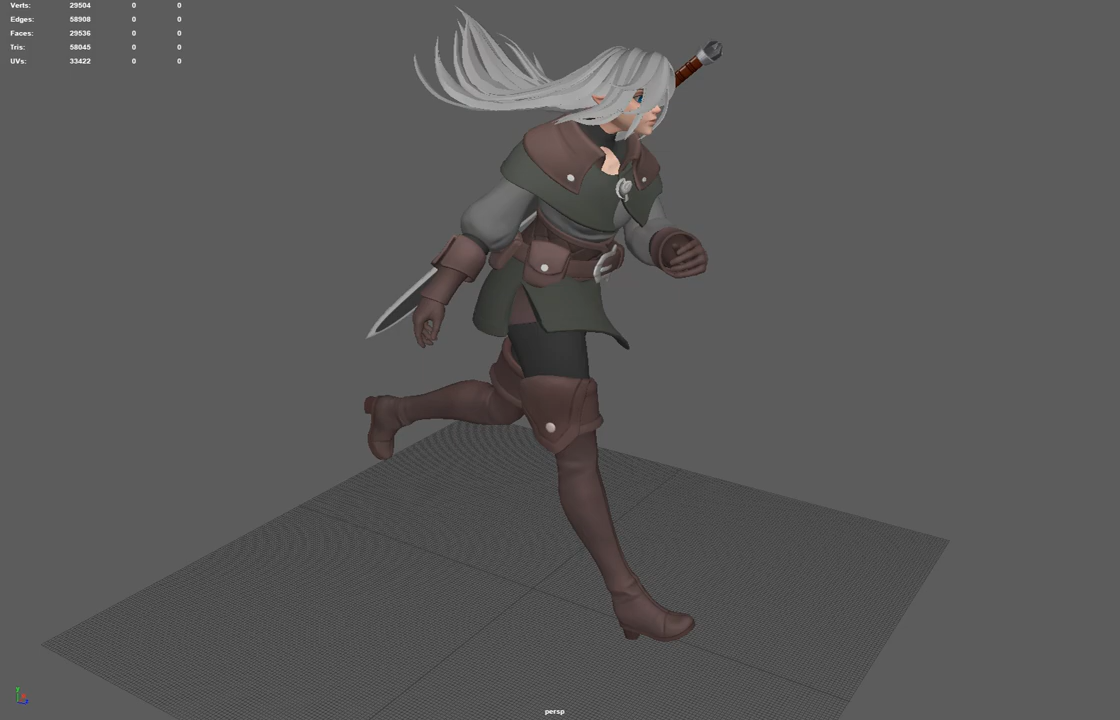 Verts: 29504 0 0
Edges: 58908 0 0
Faces: 29536 0 0
Tris: 58045 0 0
UVs: 33422 0 0
persp